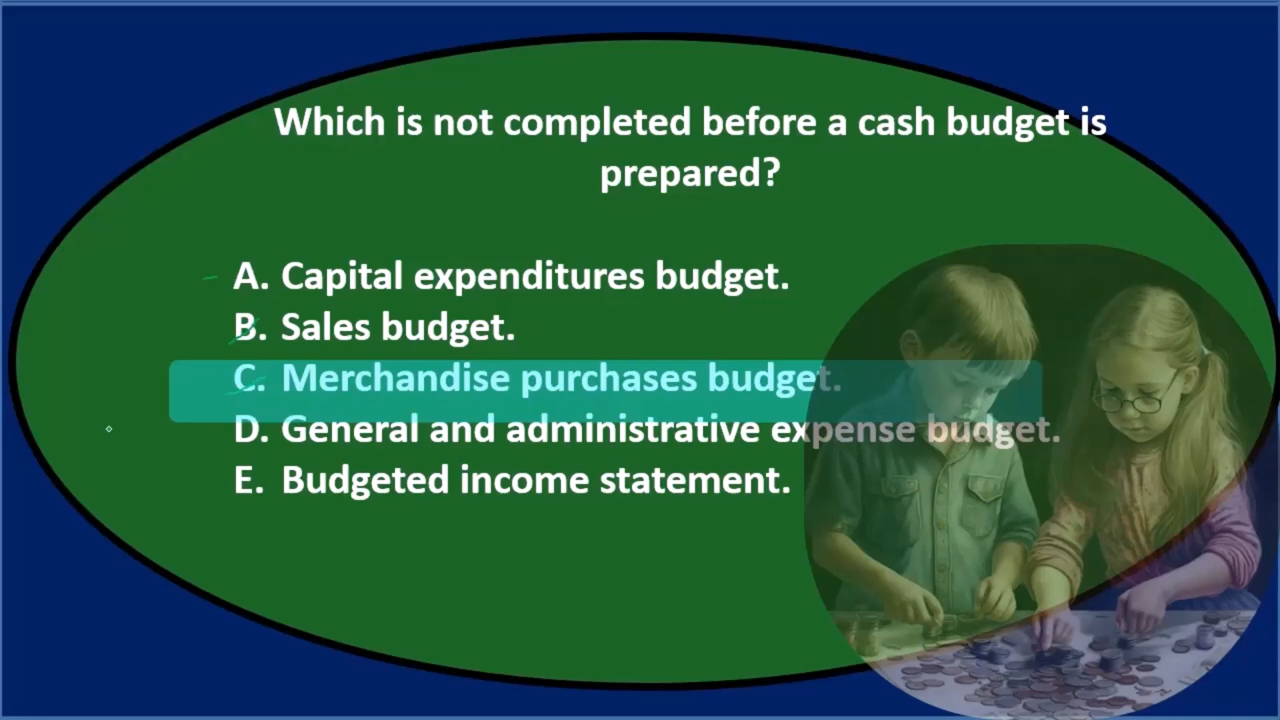 Which is not completed before a cash budget is
prepared?
A. Capital expenditures budget.
B. Sales budget.
C. Merchandise purchases budget.
D. General and administrative expense budget.
E. Budgeted income statement.